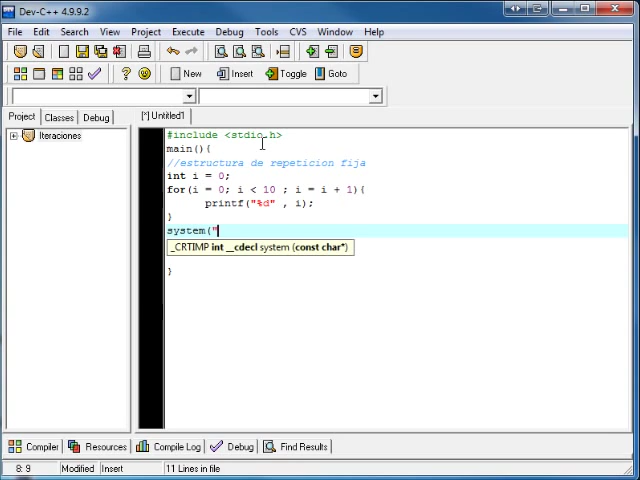 Dev-C++ 4.9.9.2
File Edit Search View Project Execute Debug Tools CVS Window Help
New Insert Toggle Goto
Project Classes Debug [*] Untitled1
Iteraciones
#include <stdio.h>
main(){
//estructura de repeticion fija
int i = 0;
for(i = 0; i < 10 ; i = i + 1){
printf("%d" , i);
}
system("
_CRTIMP int __cdecl system (const char*)
}
Compiler Resources Compile Log Debug Find Results
8: 9 Modified Insert 11 Lines in file